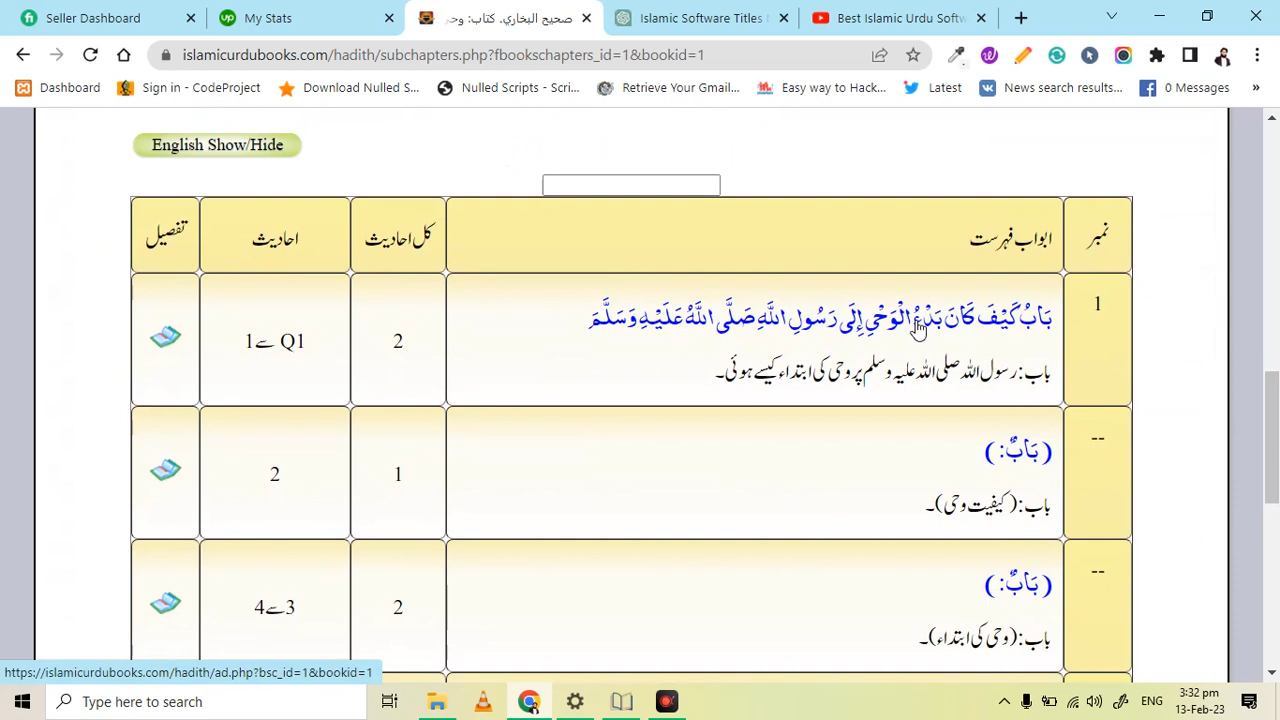 Seller Dashboard
My Stats
صحيح البخاري. كتاب: وحي
Islamic Software Titles
Best Islamic Urdu Softw
islamicurdubooks.com/hadith/subchapters.php?fbookschapters_id=1&bookid=1
Dashboard
Sign in - CodeProject
Download Nulled S...
Nulled Scripts - Scri...
Retrieve Your Gmail...
Easy way to Hack...
Latest
News search results...
0 Messages
»
English Show/Hide
نمبر
ابواب فہرست
کل احادیث
احادیث
تفصیل
1
بَابُ كَيْفَ كَانَ بَدْءُ الْوَحْيِ إِلَى رَسُولِ اللَّهِ صَلَّى اللَّهُ عَلَيْهِ وَسَلَّمَ
باب: رسول اللہ صلی اللہ علیہ وسلم پر وحی کی ابتداء کیسے ہوئی۔
2
Q1 سے 1
--
(بَابٌ:)
باب: (کیفیت وحی)۔
1
2
--
(بَابٌ:)
باب: (وحی کی ابتداء)۔
2
3 سے 4
https://islamicurdubooks.com/hadith/ad.php?bsc_id=1&bookid=1
Type here to search
ENG
3:32 pm
13-Feb-23